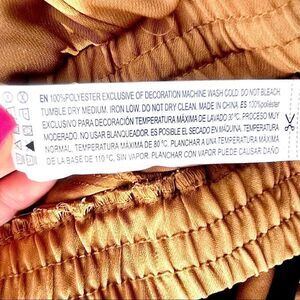 EN 100%POLYESTER EXCLUSIVE OF DECORATION MACHINE WASH COLD. DO NOT BLEACH.
TUMBLE DRY MEDIUM. IRON LOW. DO NOT DRY CLEAN. MADE IN CHINA. ES 100%poliéster
EXCLUSIVO PARA DECORACIÓN TEMPERATURA MÁXIMA DE LAVADO 30 °C. PROCESO MUY
MODERADO. NO USAR BLANQUEADOR. ES POSIBLE EL SECADO EN MÁQUINA. TEMPERATURA
NORMAL, TEMPERATURA MÁXIMA DE 80 °C. PLANCHAR A UNA TEMPERATURA MÁXIMA
DE LA BASE DE 110 °C, SIN VAPOR. PLANCHAR CON VAPOR PUEDE CAUSAR DAÑO